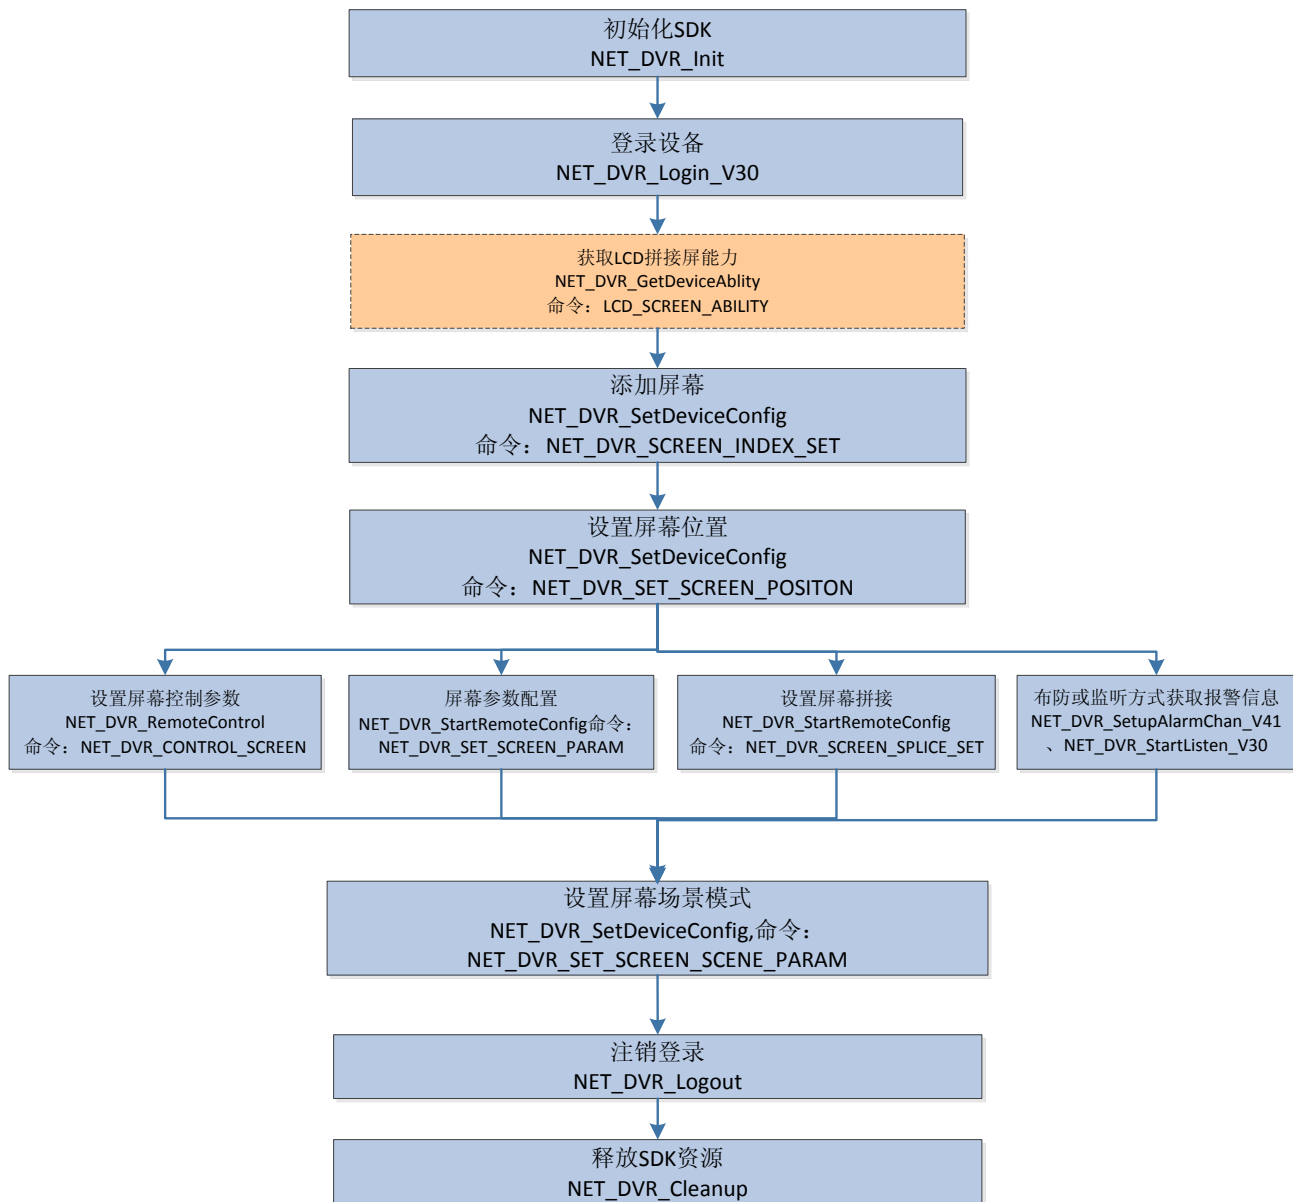 初始化SDK
NET_DVR_Init
登录设备
NET_DVR_Login_V30
获取LCD拼接屏能力
NET_DVR_GetDeviceAblity
命令：LCD_SCREEN_ABILITY
添加屏幕
NET_DVR_SetDeviceConfig
命令：NET_DVR_SCREEN_INDEX_SET
设置屏幕位置
NET_DVR_SetDeviceConfig
命令：NET_DVR_SET_SCREEN_POSITON
设置屏幕控制参数
NET_DVR_RemoteControl
命令：NET_DVR_CONTROL_SCREEN
屏幕参数配置
NET_DVR_StartRemoteConfig命令：
NET_DVR_SET_SCREEN_PARAM
设置屏幕拼接
NET_DVR_StartRemoteConfig
命令：NET_DVR_SCREEN_SPLICE_SET
布防或监听方式获取报警信息
NET_DVR_SetupAlarmChan_V41
、NET_DVR_StartListen_V30
设置屏幕场景模式
NET_DVR_SetDeviceConfig,命令：
NET_DVR_SET_SCREEN_SCENE_PARAM
注销登录
NET_DVR_Logout
释放SDK资源
NET_DVR_Cleanup